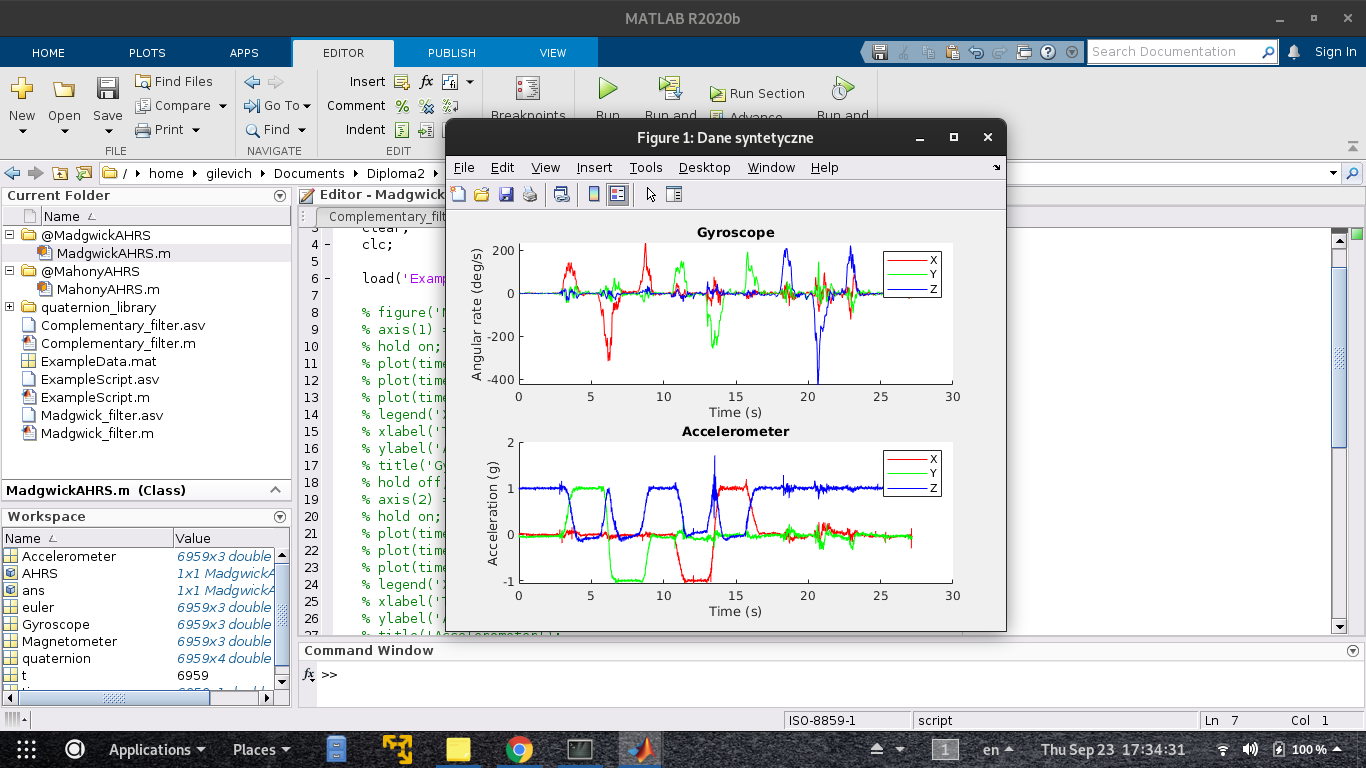 MATLAB R2020b
HOME PLOTS APPS EDITOR PUBLISH VIEW Search Documentation Sign In
New Open Save Find Files Compare Print
Go To Find
Insert fx
Comment
Indent
Breakpoints Run Run and Run Section Advance Run and
FILE NAVIGATE EDIT
/ home gilevich Documents Diploma2
Current Folder
Name
@MadgwickAHRS
MadgwickAHRS.m
@MahonyAHRS
MahonyAHRS.m
quaternion_library
Complementary_filter.asv
Complementary_filter.m
ExampleData.mat
ExampleScript.asv
ExampleScript.m
Madgwick_filter.asv
Madgwick_filter.m
MadgwickAHRS.m (Class)
Workspace
Name Value
Accelerometer 6959x3 double
AHRS 1x1 MadgwickA
ans 1x1 MadgwickA
euler 6959x3 double
Gyroscope 6959x3 double
Magnetometer 6959x3 double
quaternion 6959x4 double
t 6959
Editor - Madgwick
Complementary_filt
3 clear;
4 clc;
5
6 load('Examp
7
8 % figure('N
9 % axis(1) =
10 % hold on;
11 % plot(time
12 % plot(time
13 % plot(time
14 % legend('X
15 % xlabel('T
16 % ylabel('A
17 % title('Gy
18 % hold off
19 % axis(2) =
20 % hold on;
21 % plot(time
22 % plot(time
23 % plot(time
24 % legend('X
25 % xlabel('T
26 % ylabel('A
27 % title('Accelerometer');
Figure 1: Dane syntetyczne
File Edit View Insert Tools Desktop Window Help
Gyroscope
Angular rate (deg/s)
200
0
-200
-400
0 5 10 15 20 25 30
Time (s)
X
Y
Z
Accelerometer
Acceleration (g)
2
1
0
-1
0 5 10 15 20 25 30
Time (s)
X
Y
Z
Command Window
fx >>
ISO-8859-1 script Ln 7 Col 1
Applications Places 1 en Thu Sep 23 17:34:31 100 %